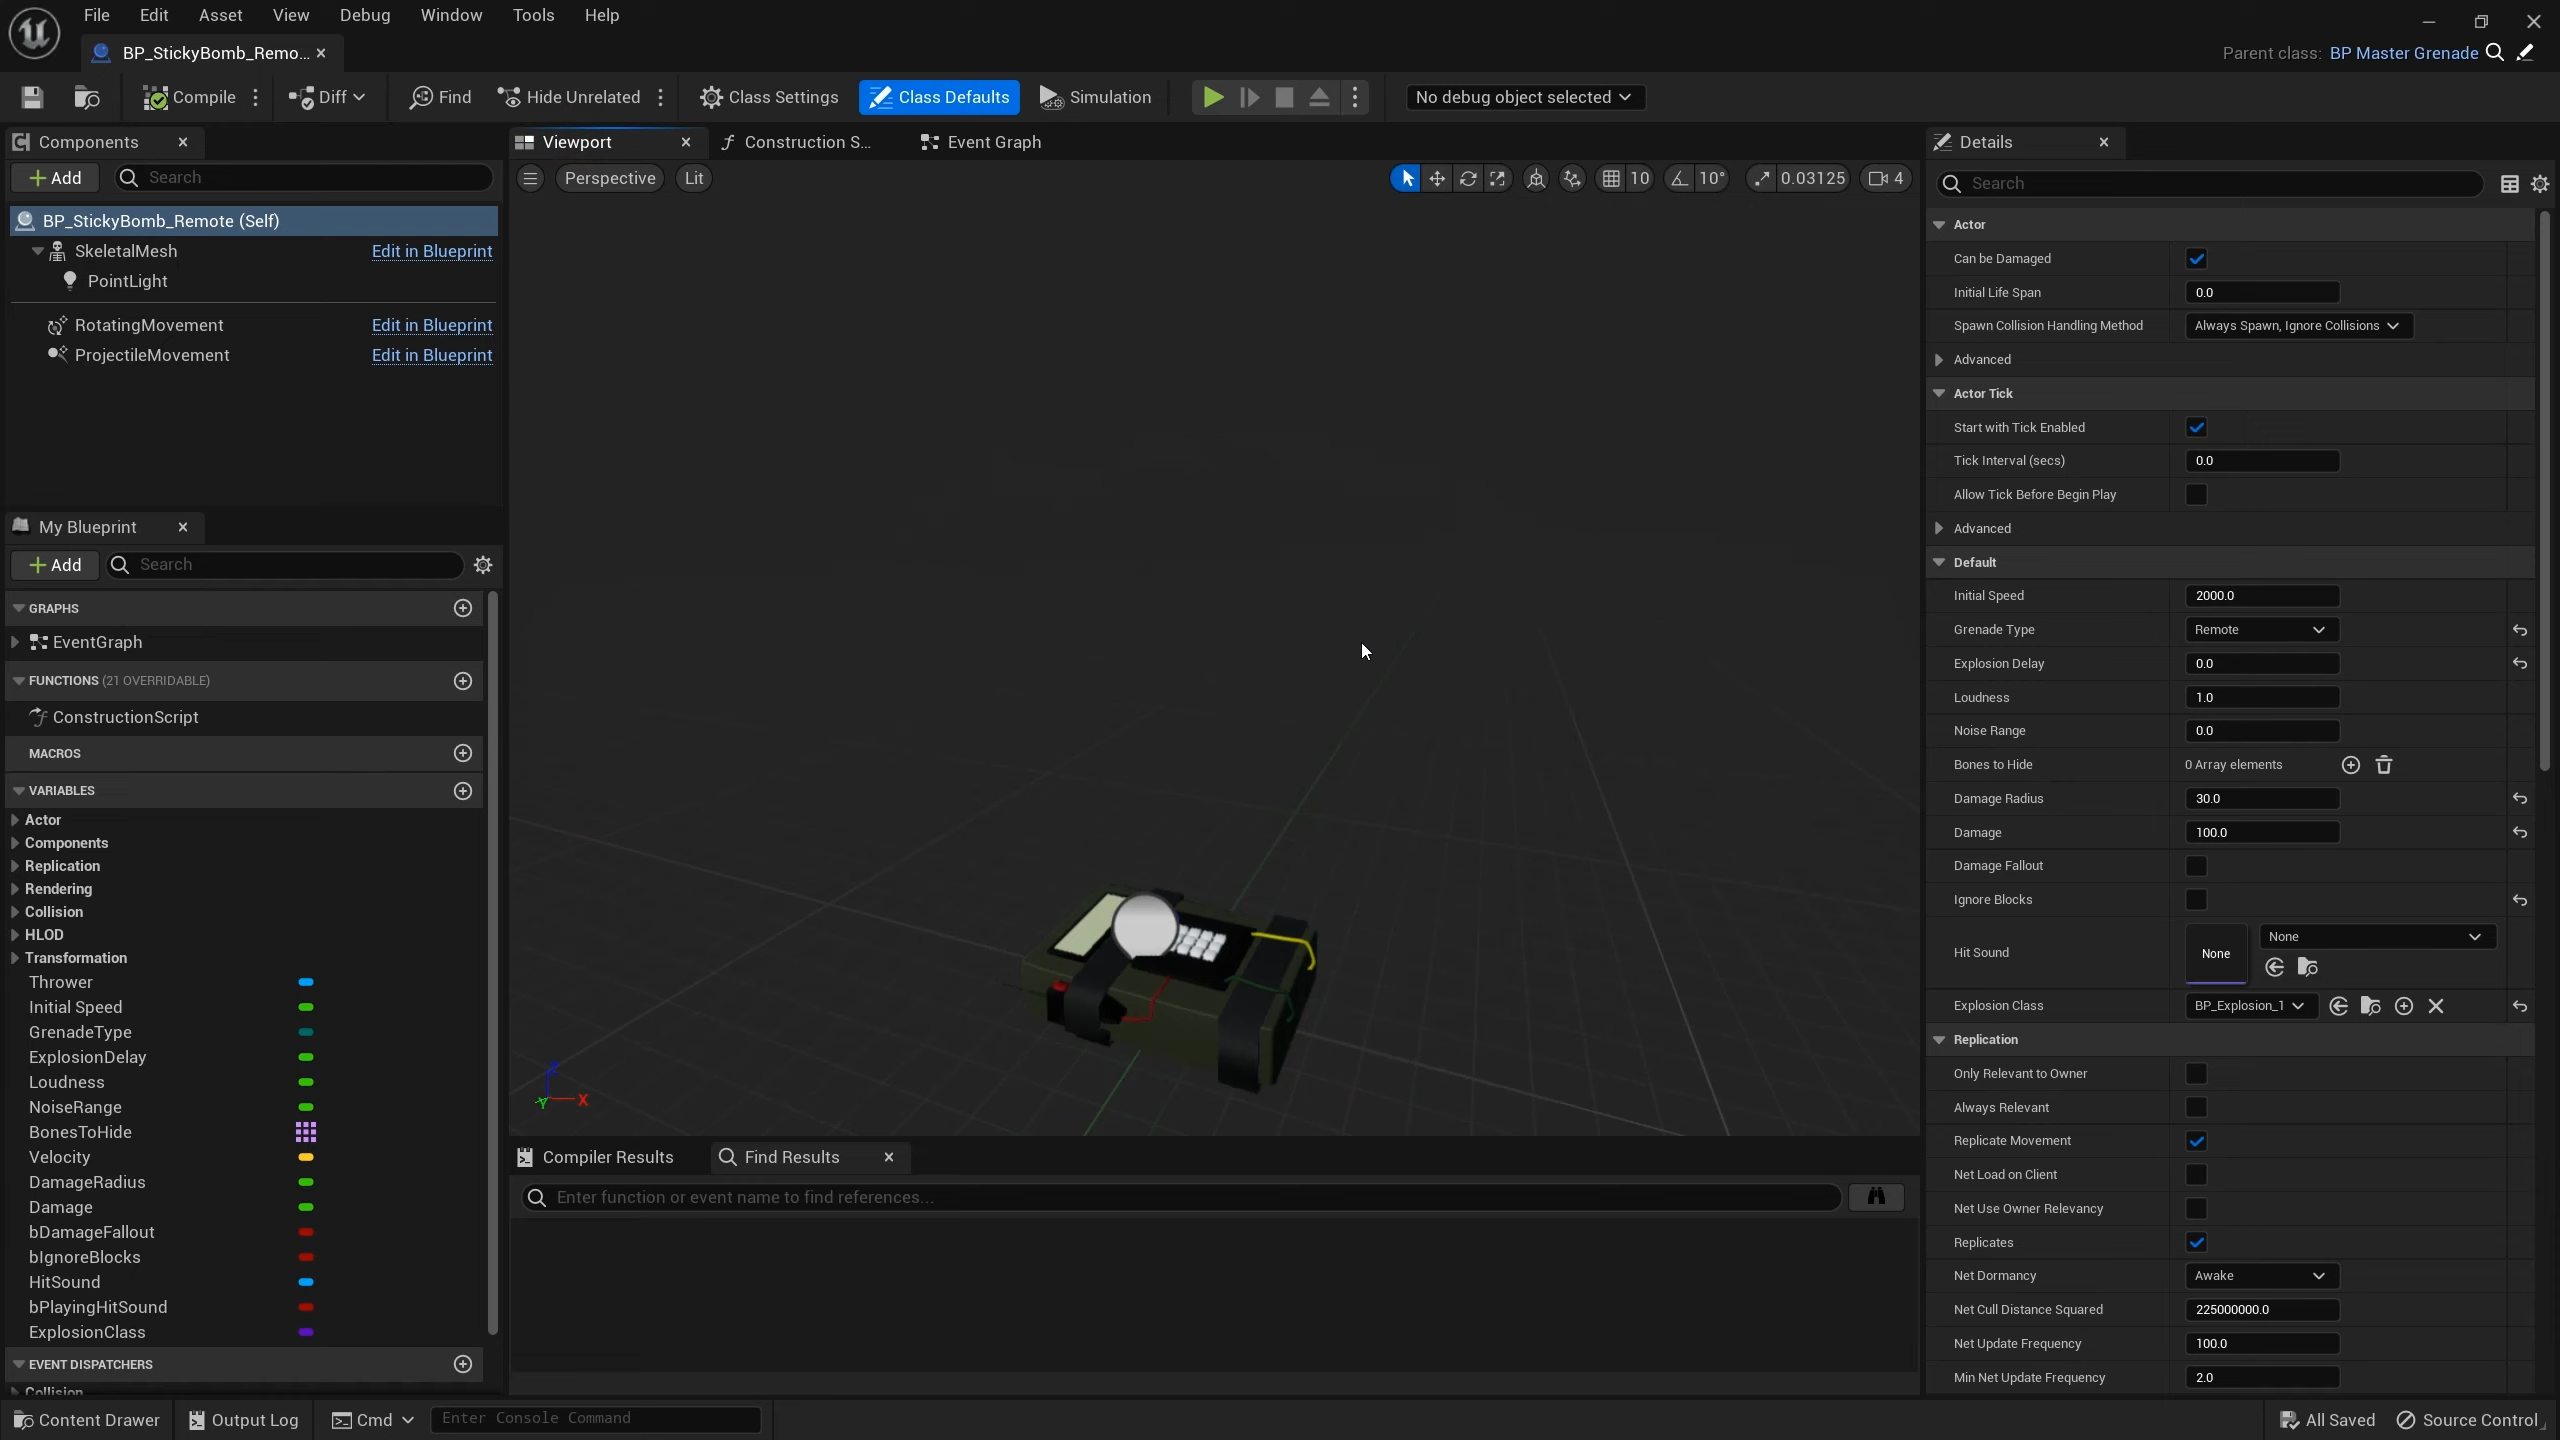 File Edit Asset View Debug Window Tools Help
BP_StickyBomb_Remo...
Parent class: BP Master Grenade
Compile Diff Find Hide Unrelated Class Settings Class Defaults Simulation No debug object selected
Components
Add Search
BP_StickyBomb_Remote (Self)
SkeletalMesh Edit in Blueprint
PointLight
RotatingMovement Edit in Blueprint
ProjectileMovement Edit in Blueprint
My Blueprint
Add Search
GRAPHS
EventGraph
FUNCTIONS (21 OVERRIDABLE)
ConstructionScript
MACROS
VARIABLES
Actor
Components
Replication
Rendering
Collision
HLOD
Transformation
Thrower
Initial Speed
GrenadeType
ExplosionDelay
Loudness
NoiseRange
BonesToHide
Velocity
DamageRadius
Damage
bDamageFallout
bIgnoreBlocks
HitSound
bPlayingHitSound
ExplosionClass
EVENT DISPATCHERS
Collision
Viewport Construction S... Event Graph
Perspective Lit 10 10° 0.03125 4
Z
Y X
Compiler Results Find Results
Enter function or event name to find references...
Details
Search
Actor
Can be Damaged
Initial Life Span 0.0
Spawn Collision Handling Method Always Spawn, Ignore Collisions
Advanced
Actor Tick
Start with Tick Enabled
Tick Interval (secs) 0.0
Allow Tick Before Begin Play
Advanced
Default
Initial Speed 2000.0
Grenade Type Remote
Explosion Delay 0.0
Loudness 1.0
Noise Range 0.0
Bones to Hide 0 Array elements
Damage Radius 30.0
Damage 100.0
Damage Fallout
Ignore Blocks
Hit Sound None None
Explosion Class BP_Explosion_1
Replication
Only Relevant to Owner
Always Relevant
Replicate Movement
Net Load on Client
Net Use Owner Relevancy
Replicates
Net Dormancy Awake
Net Cull Distance Squared 225000000.0
Net Update Frequency 100.0
Min Net Update Frequency 2.0
Content Drawer Output Log Cmd Enter Console Command All Saved Source Control